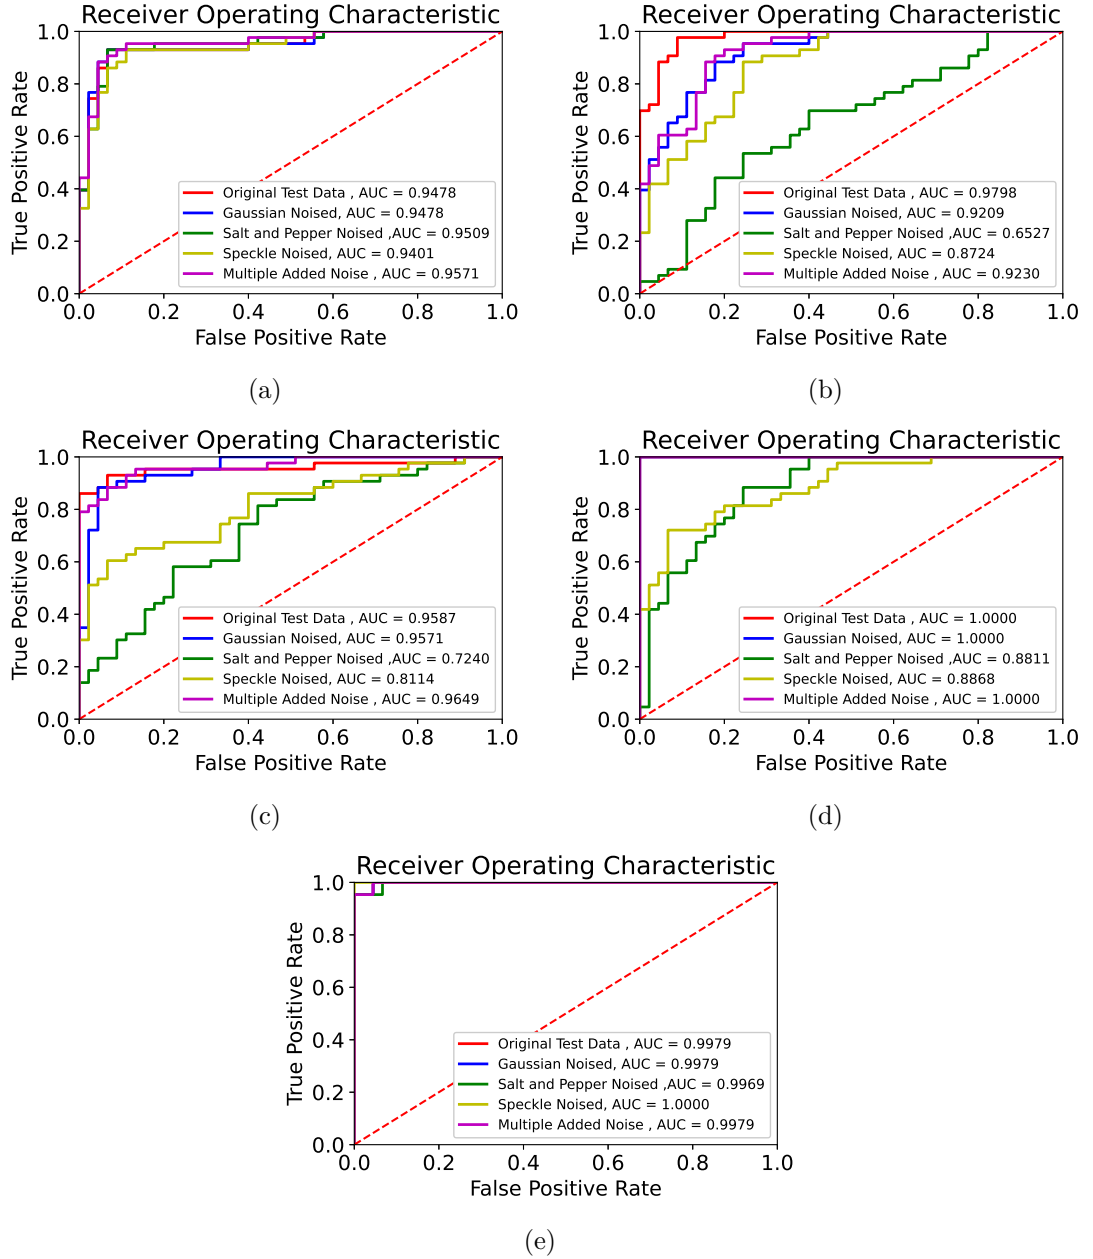 Receiver Operating Characteristic
True Positive Rate
1.0
0.8
0.6
0.4
0.2
0.0
Original Test Data , AUC = 0.9478
Gaussian Noised, AUC = 0.9478
Salt and Pepper Noised ,AUC = 0.9509
Speckle Noised, AUC = 0.9401
Multiple Added Noise , AUC = 0.9571
0.0 0.2 0.4 0.6 0.8 1.0
False Positive Rate
(a)
Receiver Operating Characteristic
True Positive Rate
1.0
0.8
0.6
0.4
0.2
0.0
Original Test Data , AUC = 0.9798
Gaussian Noised, AUC = 0.9209
Salt and Pepper Noised ,AUC = 0.6527
Speckle Noised, AUC = 0.8724
Multiple Added Noise , AUC = 0.9230
0.0 0.2 0.4 0.6 0.8 1.0
False Positive Rate
(b)
Receiver Operating Characteristic
True Positive Rate
1.0
0.8
0.6
0.4
0.2
0.0
Original Test Data , AUC = 0.9587
Gaussian Noised, AUC = 0.9571
Salt and Pepper Noised ,AUC = 0.7240
Speckle Noised, AUC = 0.8114
Multiple Added Noise , AUC = 0.9649
0.0 0.2 0.4 0.6 0.8 1.0
False Positive Rate
(c)
Receiver Operating Characteristic
True Positive Rate
1.0
0.8
0.6
0.4
0.2
0.0
Original Test Data , AUC = 1.0000
Gaussian Noised, AUC = 1.0000
Salt and Pepper Noised ,AUC = 0.8811
Speckle Noised, AUC = 0.8868
Multiple Added Noise , AUC = 1.0000
0.0 0.2 0.4 0.6 0.8 1.0
False Positive Rate
(d)
Receiver Operating Characteristic
True Positive Rate
1.0
0.8
0.6
0.4
0.2
0.0
Original Test Data , AUC = 0.9979
Gaussian Noised, AUC = 0.9979
Salt and Pepper Noised ,AUC = 0.9969
Speckle Noised, AUC = 1.0000
Multiple Added Noise , AUC = 0.9979
0.0 0.2 0.4 0.6 0.8 1.0
False Positive Rate
(e)